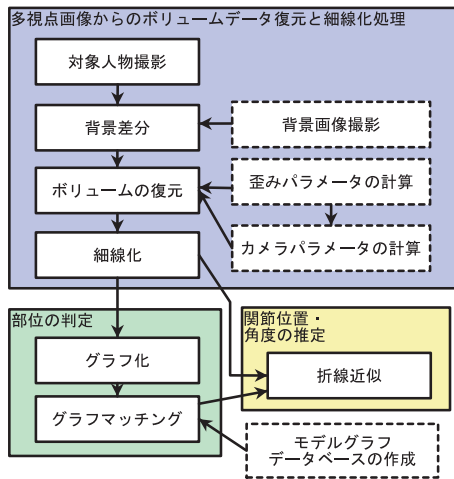 多視点画像からのボリュームデータ復元と細線化処理
対象人物撮影
背景差分
背景画像撮影
ボリュームの復元
歪みパラメータの計算
カメラパラメータの計算
細線化
部位の判定
グラフ化
グラフマッチング
関節位置・
角度の推定
折線近似
モデルグラフ
データベースの作成